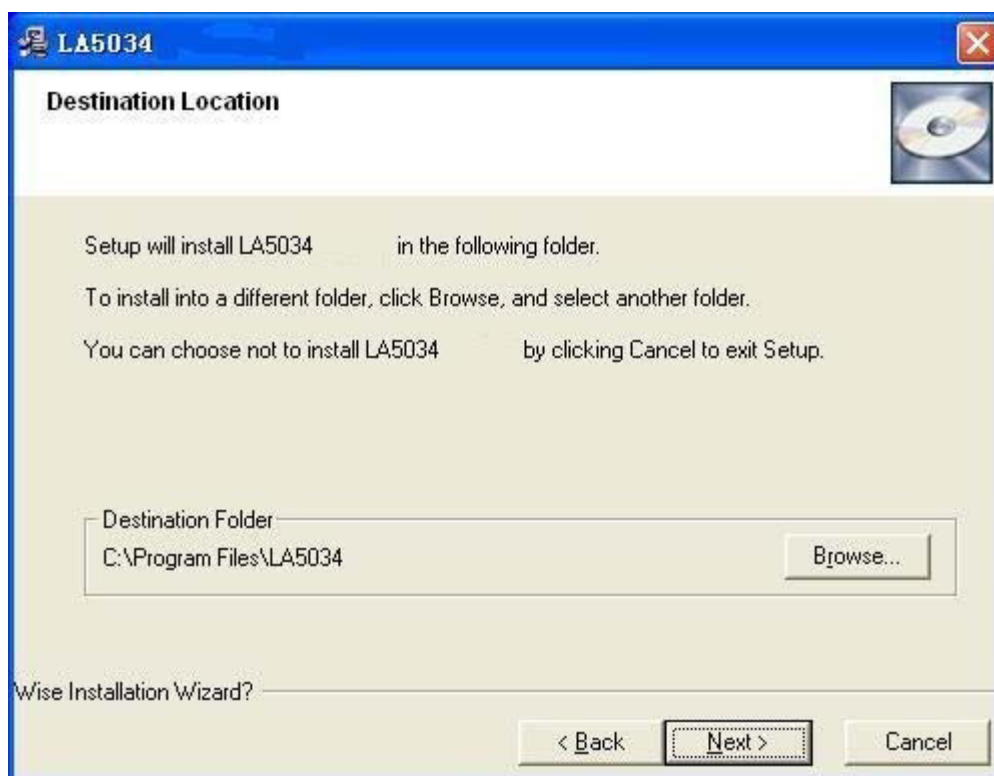 LA5034
Destination Location
Setup will install LA5034 in the following folder.
To install into a different folder, click Browse, and select another folder.
You can choose not to install LA5034 by clicking Cancel to exit Setup.
Destination Folder
C:\Program Files\LA5034
Browse...
Wise Installation Wizard?
< Back Next > Cancel